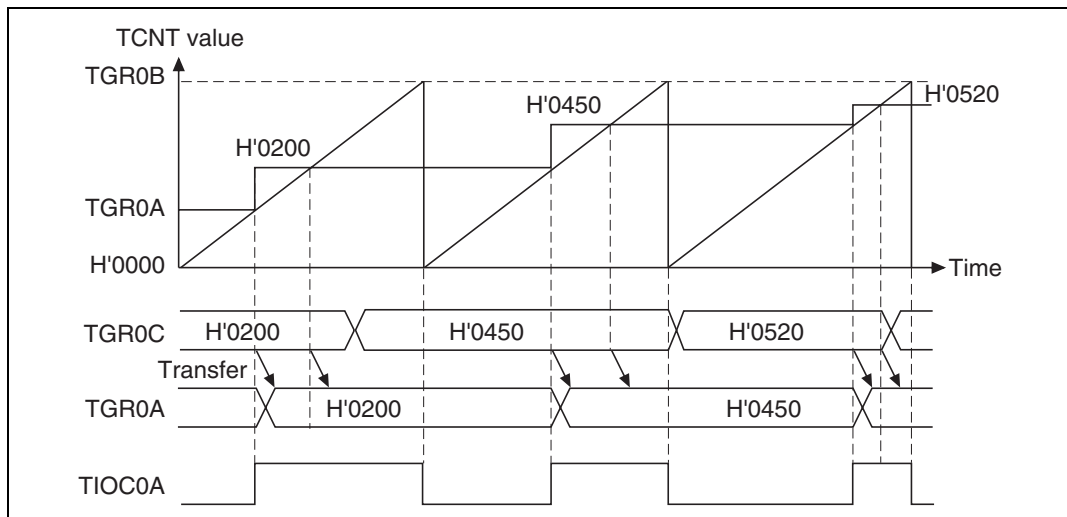 TCNT value
TGR0B
H'0520
H'0450
H'0200
TGR0A
H'0000
Time
TGR0C
H'0200
H'0450
H'0520
Transfer
TGR0A
H'0200
H'0450
TIOC0A